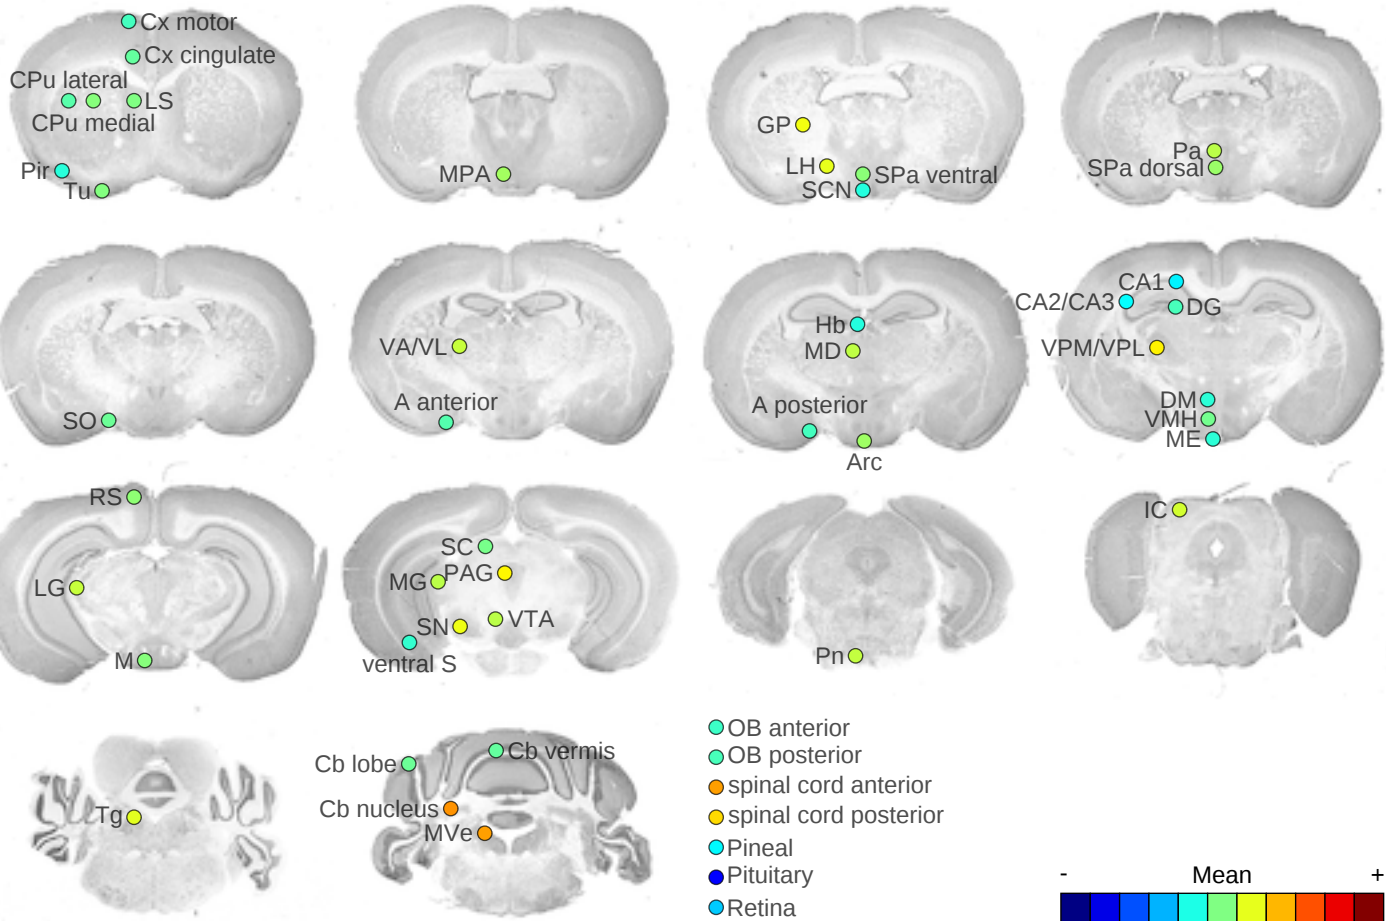 Cx motor
Cx cingulate
CPu lateral
LS
CPu medial
Pir
Tu
MPA
GP
LH
SPa ventral
SCN
Pa
SPa dorsal
SO
VA/VL
A anterior
Hb
MD
A posterior
Arc
CA1
CA2/CA3
DG
VPM/VPL
DM
VMH
ME
RS
LG
M
SC
PAG
MG
VTA
SN
ventral S
Pn
IC
Tg
Cb vermis
Cb lobe
Cb nucleus
MVe
OB anterior
OB posterior
spinal cord anterior
spinal cord posterior
Pineal
Pituitary
Retina
- Mean +